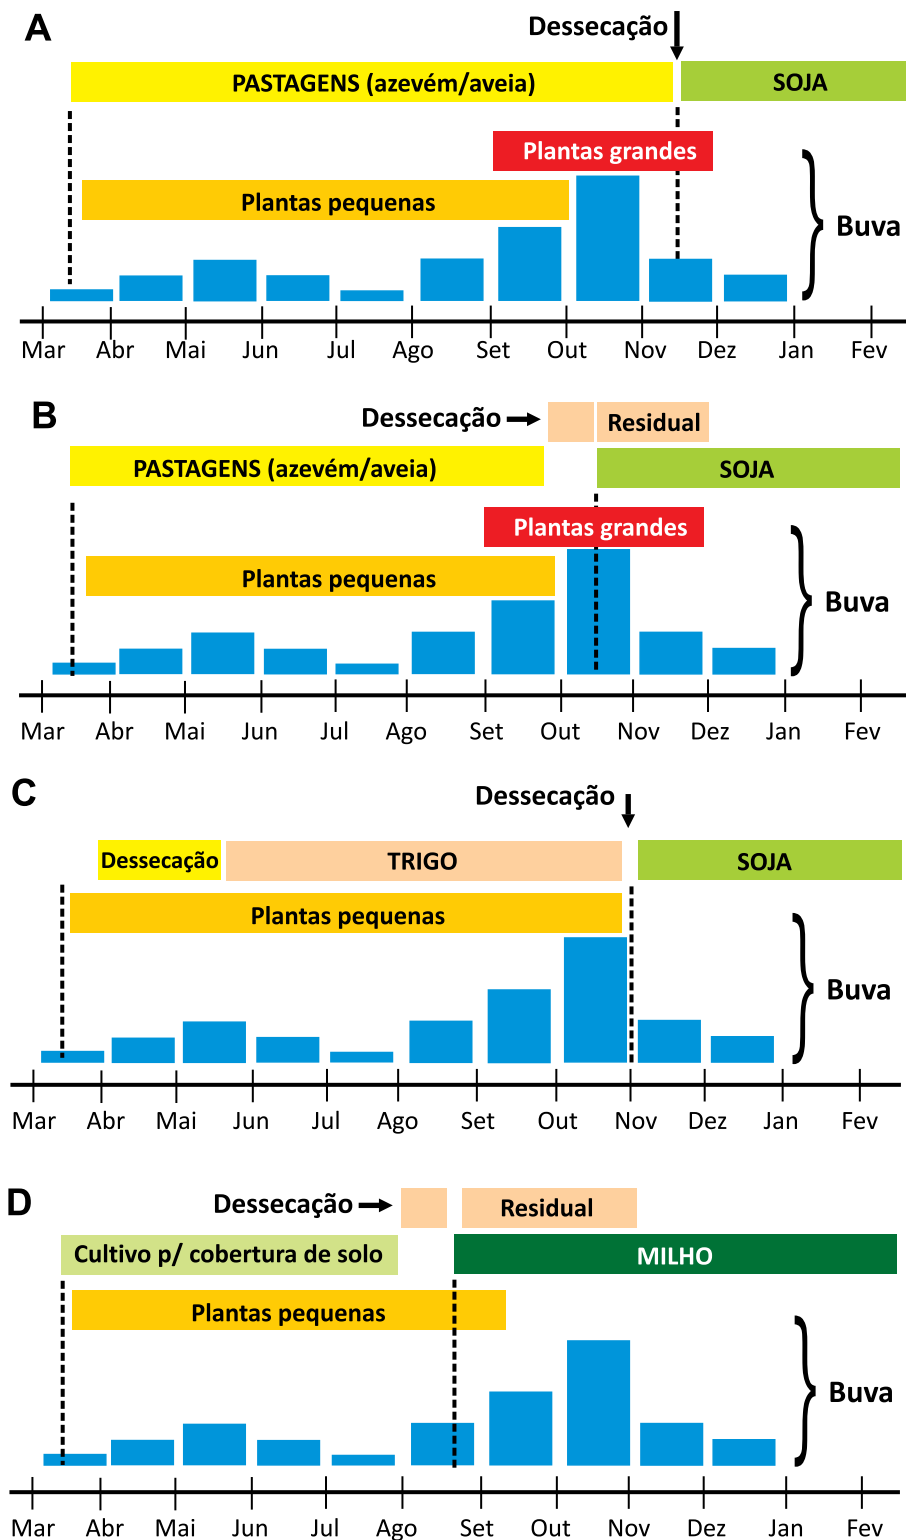 A
Dessecação
PASTAGENS (azevém/aveia)
SOJA
Plantas grandes
Plantas pequenas
Buva
Mar Abr Mai Jun Jul Ago Set Out Nov Dez Jan Fev
B
Dessecação
Residual
PASTAGENS (azevém/aveia)
SOJA
Plantas grandes
Plantas pequenas
Buva
Mar Abr Mai Jun Jul Ago Set Out Nov Dez Jan Fev
C
Dessecação
Dessecação
TRIGO
SOJA
Plantas pequenas
Buva
Mar Abr Mai Jun Jul Ago Set Out Nov Dez Jan Fev
D
Dessecação
Residual
Cultivo p/ cobertura de solo
MILHO
Plantas pequenas
Buva
Mar Abr Mai Jun Jul Ago Set Out Nov Dez Jan Fev